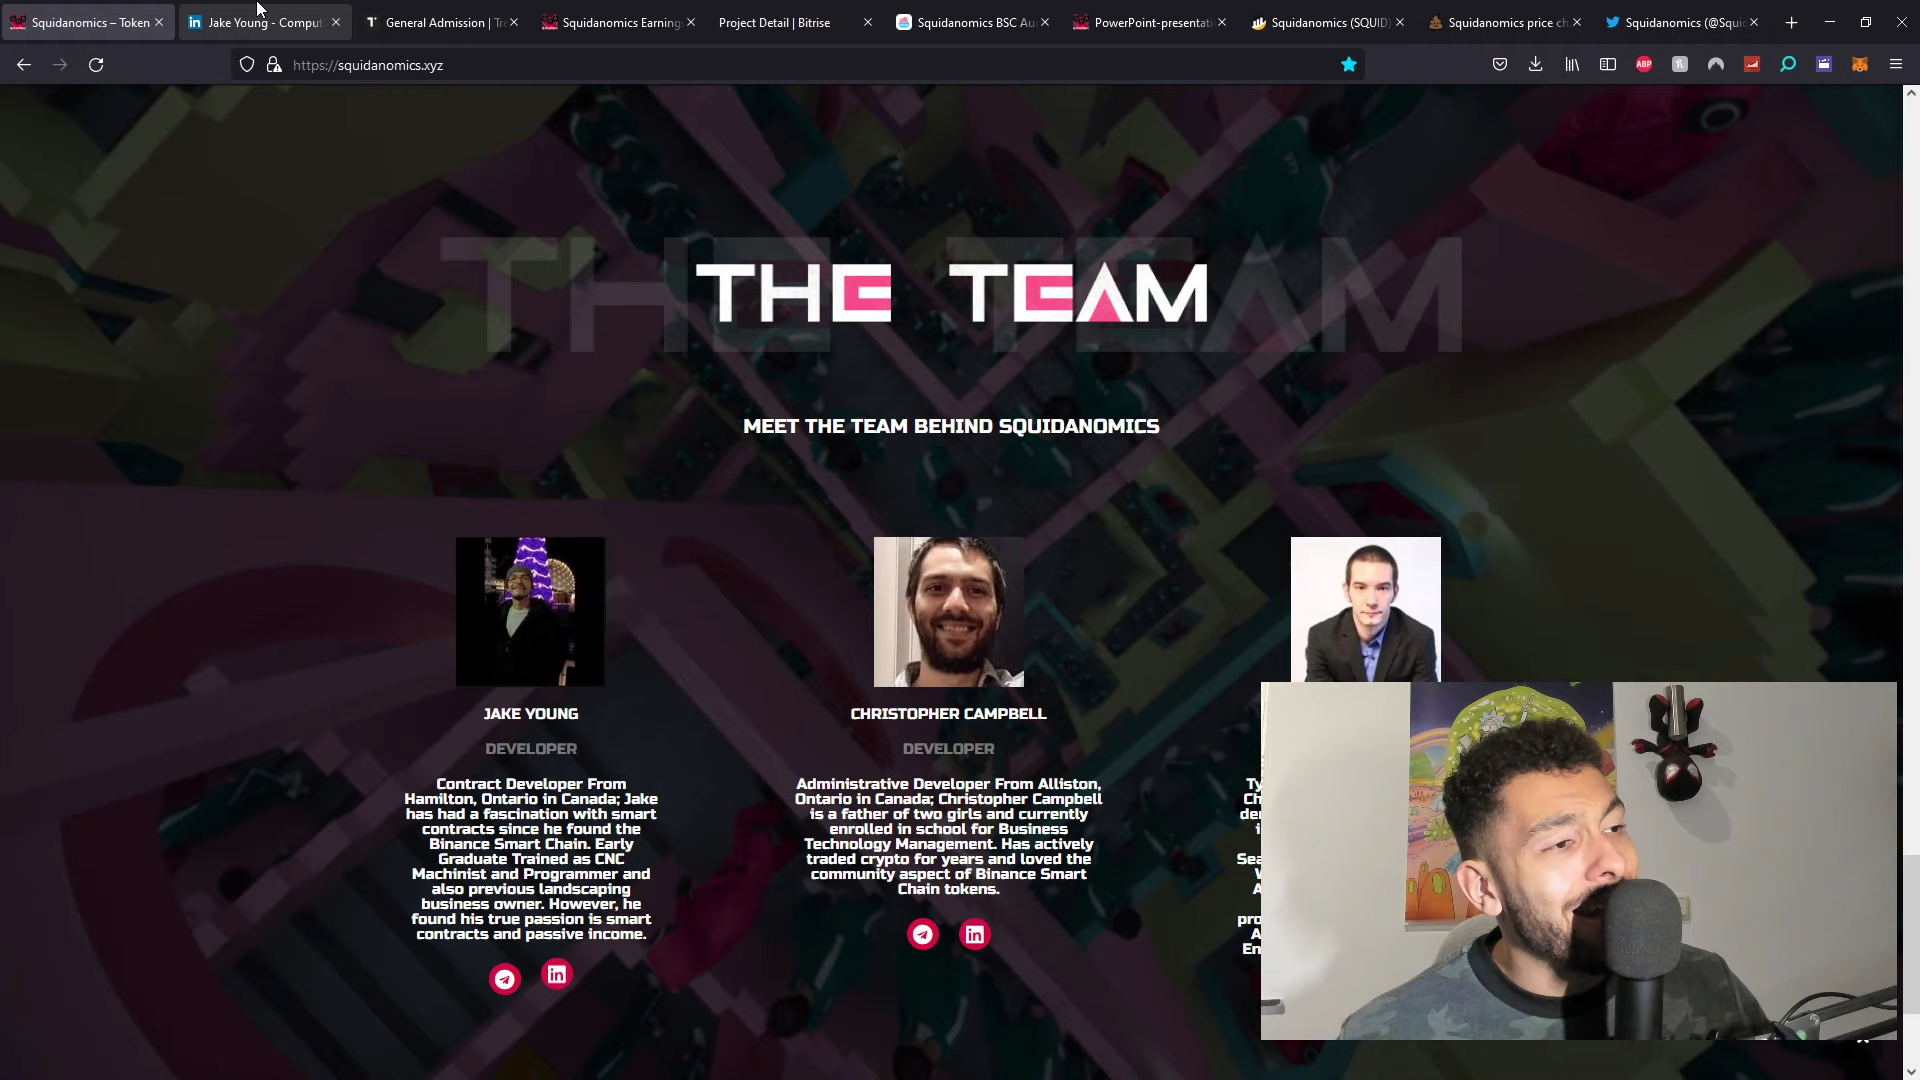 Squidanomics – Token
Jake Young - Comput
General Admission | Tre
Squidanomics Earnings
Project Detail | Bitrise
Squidanomics BSC Au
PowerPoint-presentati
Squidanomics (SQUID)
Squidanomics price ch
Squidanomics (@Squi
https://squidanomics.xyz
ABP
THE TEAM
THE TEAM
MEET THE TEAM BEHIND SQUIDANOMICS
JAKE YOUNG
DEVELOPER
Contract Developer From
Hamilton, Ontario in Canada; Jake
has had a fascination with smart
contracts since he found the
Binance Smart Chain. Early
Graduate Trained as CNC
Machinist and Programmer and
also previous landscaping
business owner. However, he
found his true passion is smart
contracts and passive income.
CHRISTOPHER CAMPBELL
DEVELOPER
Administrative Developer From Alliston,
Ontario in Canada; Christopher Campbell
is a father of two girls and currently
enrolled in school for Business
Technology Management. Has actively
traded crypto for years and loved the
community aspect of Binance Smart
Chain tokens.